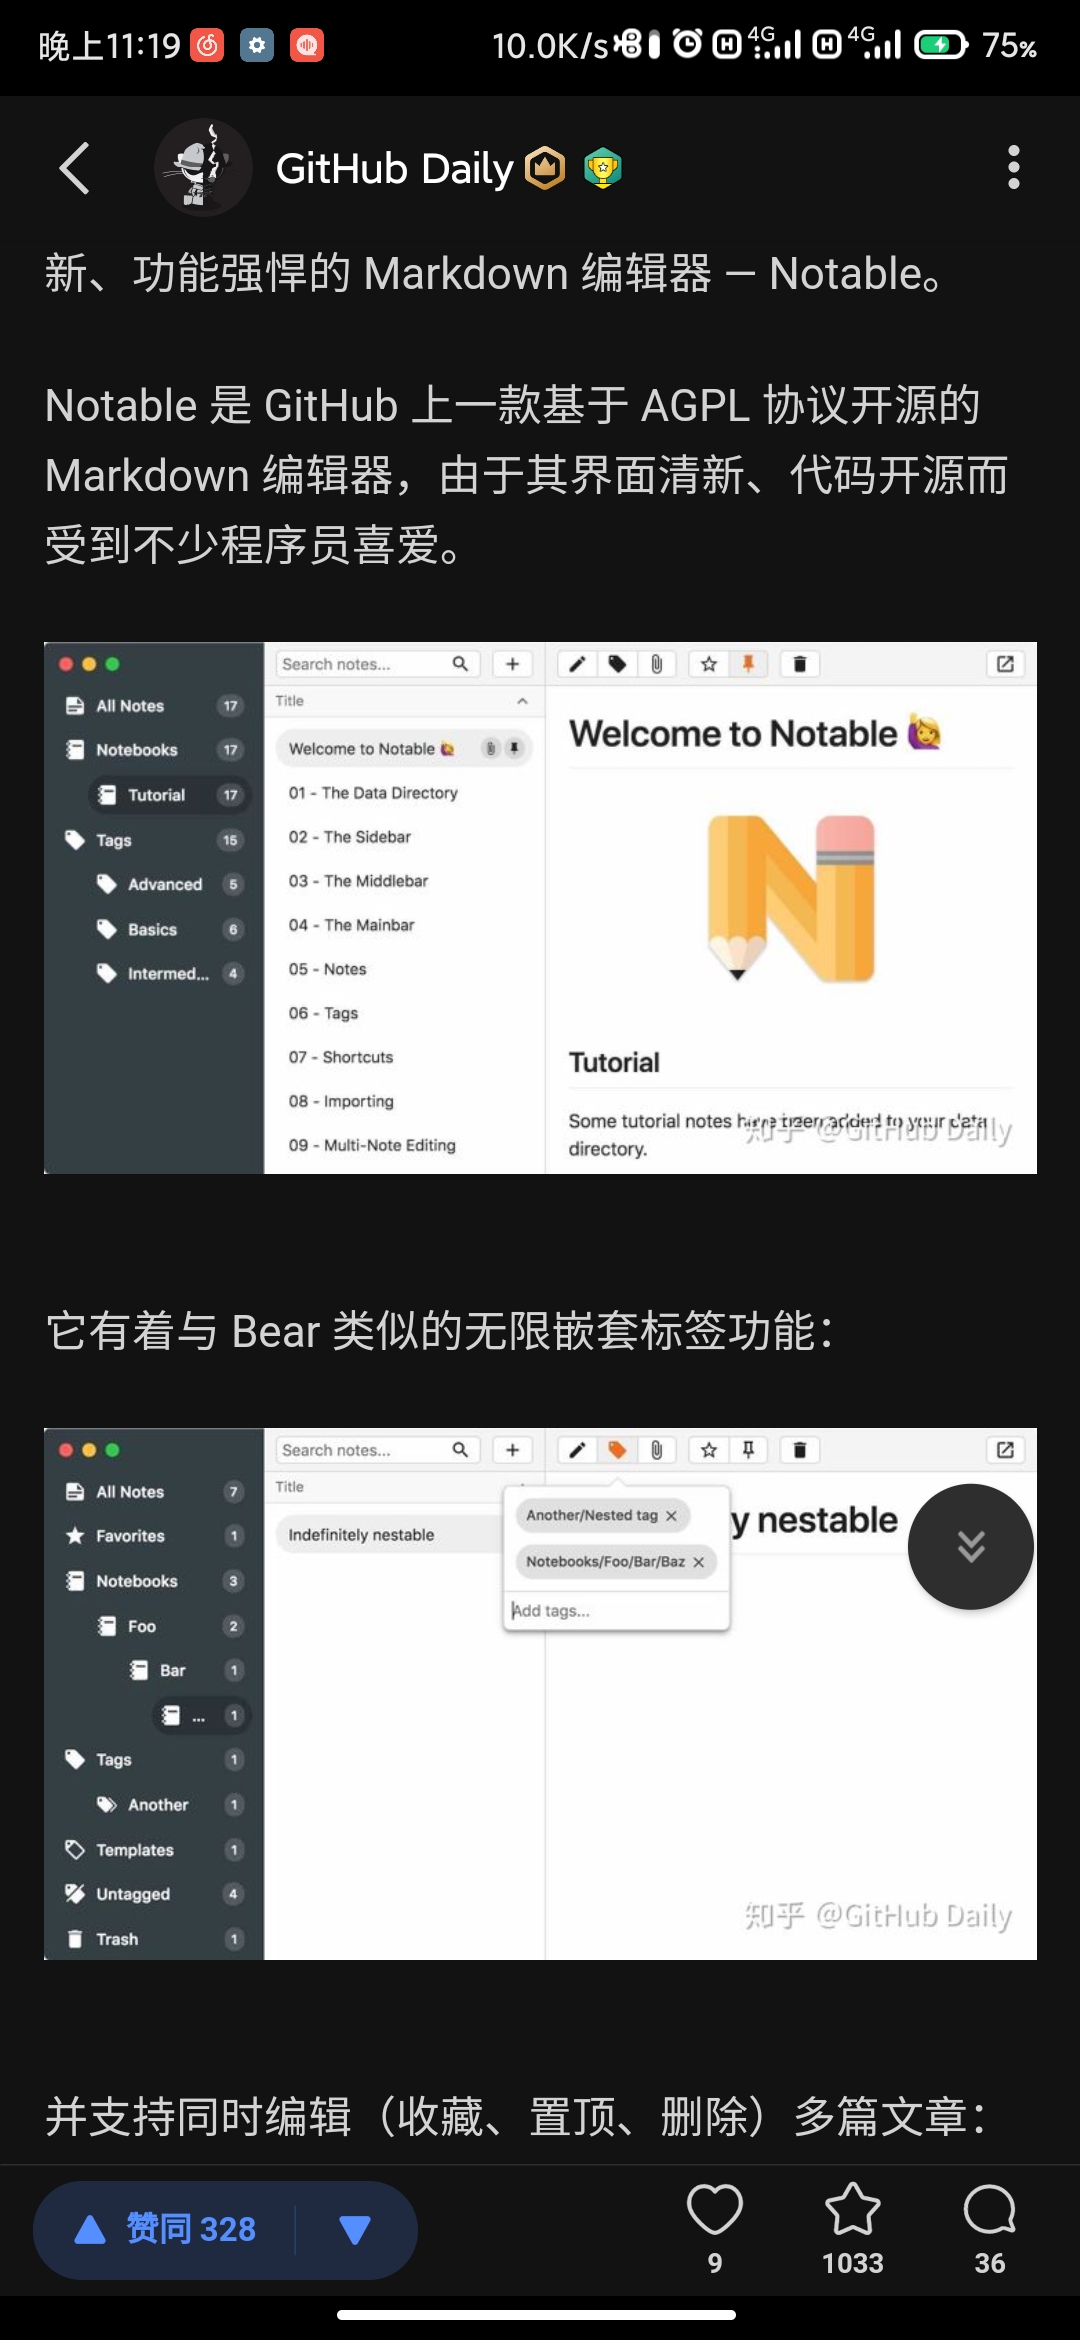 晚上11:19
10.0K/s 4G 4G 75%
GitHub Daily
新、功能强悍的 Markdown 编辑器 — Notable。
Notable 是 GitHub 上一款基于 AGPL 协议开源的
Markdown 编辑器，由于其界面清新、代码开源而
受到不少程序员喜爱。
All Notes 17
Notebooks 17
Tutorial 17
Tags 15
Advanced 5
Basics 6
Intermed... 4
Search notes...
Title
Welcome to Notable
01 - The Data Directory
02 - The Sidebar
03 - The Middlebar
04 - The Mainbar
05 - Notes
06 - Tags
07 - Shortcuts
08 - Importing
09 - Multi-Note Editing
Welcome to Notable
Tutorial
Some tutorial notes have been added to your data
directory.
知乎 @GitHub Daily
它有着与 Bear 类似的无限嵌套标签功能：
All Notes 7
Favorites 1
Notebooks 3
Foo 2
Bar 1
... 1
Tags 1
Another 1
Templates 1
Untagged 4
Trash 1
Search notes...
Title
Indefinitely nestable
Another/Nested tag ×
Notebooks/Foo/Bar/Baz ×
Add tags...
y nestable
知乎 @GitHub Daily
并支持同时编辑（收藏、置顶、删除）多篇文章：
赞同 328
9
1033
36